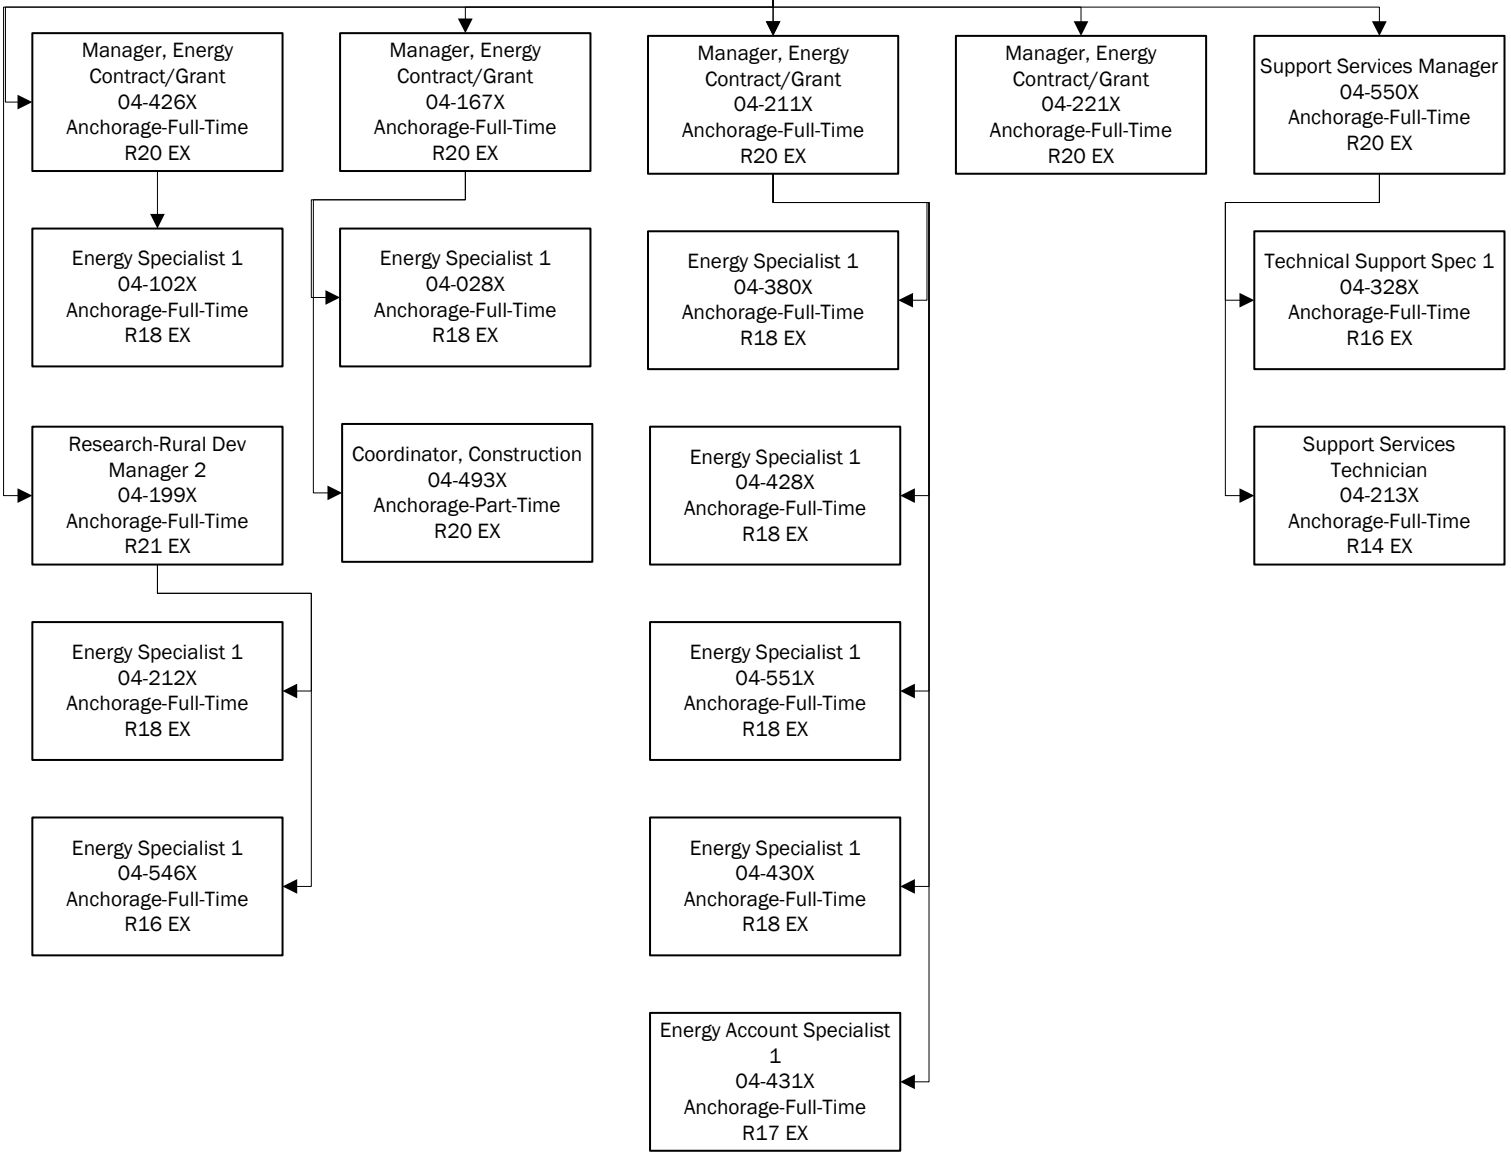 Manager, Energy
Contract/Grant
04-426X
Anchorage-Full-Time
R20 EX
Manager, Energy
Contract/Grant
04-167X
Anchorage-Full-Time
R20 EX
Manager, Energy
Contract/Grant
04-211X
Anchorage-Full-Time
R20 EX
Manager, Energy
Contract/Grant
04-221X
Anchorage-Full-Time
R20 EX
Support Services Manager
04-550X
Anchorage-Full-Time
R20 EX
Energy Specialist 1
04-102X
Anchorage-Full-Time
R18 EX
Energy Specialist 1
04-028X
Anchorage-Full-Time
R18 EX
Energy Specialist 1
04-380X
Anchorage-Full-Time
R18 EX
Technical Support Spec 1
04-328X
Anchorage-Full-Time
R16 EX
Research-Rural Dev
Manager 2
04-199X
Anchorage-Full-Time
R21 EX
Coordinator, Construction
04-493X
Anchorage-Part-Time
R20 EX
Energy Specialist 1
04-428X
Anchorage-Full-Time
R18 EX
Support Services
Technician
04-213X
Anchorage-Full-Time
R14 EX
Energy Specialist 1
04-212X
Anchorage-Full-Time
R18 EX
Energy Specialist 1
04-551X
Anchorage-Full-Time
R18 EX
Energy Specialist 1
04-546X
Anchorage-Full-Time
R16 EX
Energy Specialist 1
04-430X
Anchorage-Full-Time
R18 EX
Energy Account Specialist
1
04-431X
Anchorage-Full-Time
R17 EX